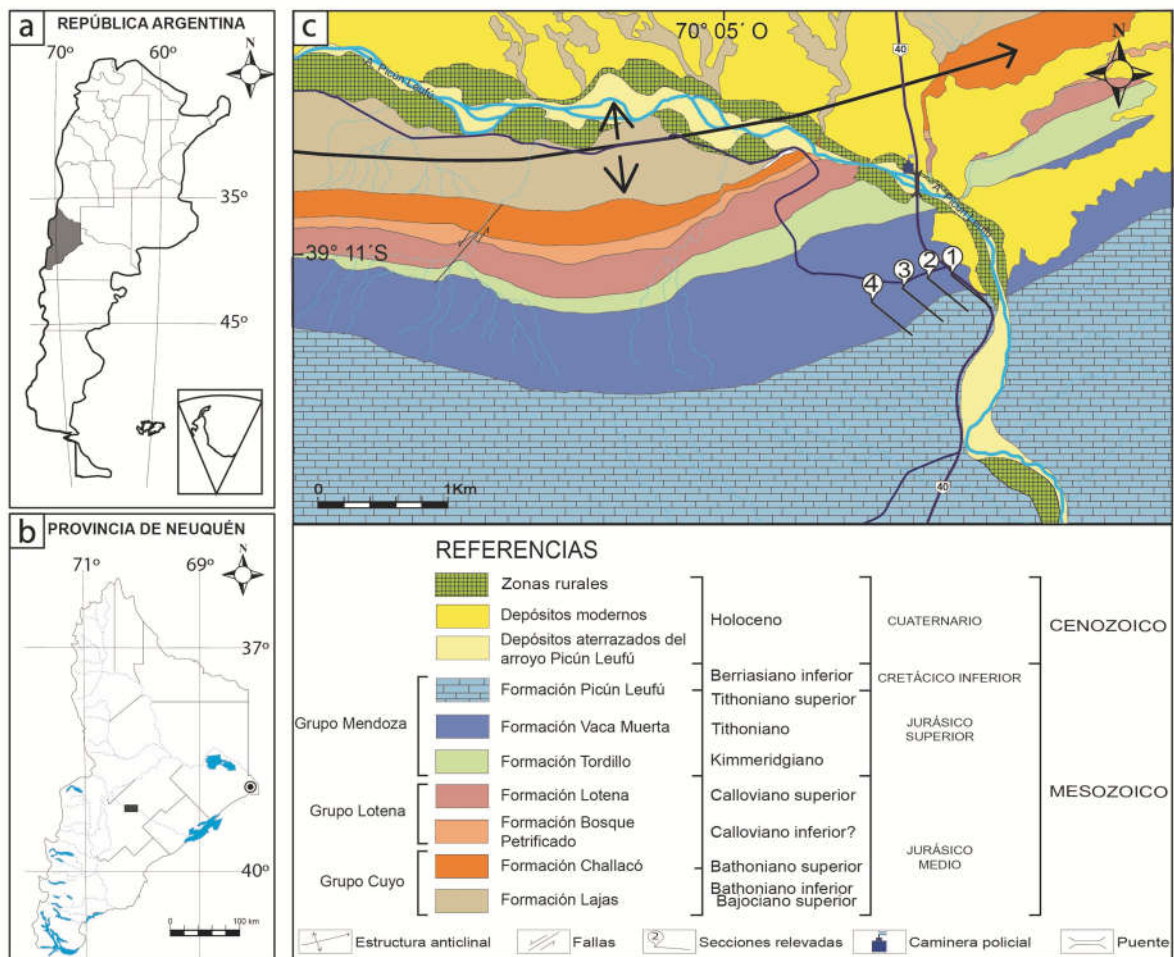 a
REPÚBLICA ARGENTINA
70º
60º
N
35º
45º
b
PROVINCIA DE NEUQUÉN
71º
69º
N
37º
40º
0
100 km
c
70° 05´ O
40
N
Aº Picún Leufú
Aº Picún Leufú
39° 11´S
4
3
2
1
0
1Km
40
REFERENCIAS
Zonas rurales
Depósitos modernos
Holoceno
CUATERNARIO
CENOZOICO
Depósitos aterrazados del
arroyo Picún Leufú
Grupo Mendoza
Formación Picún Leufú
Berriasiano inferior
CRETÁCICO INFERIOR
Tithoniano superior
Formación Vaca Muerta
Tithoniano
JURÁSICO
SUPERIOR
Formación Tordillo
Kimmeridgiano
MESOZOICO
Grupo Lotena
Formación Lotena
Calloviano superior
Formación Bosque
Petrificado
Calloviano inferior?
JURÁSICO
MEDIO
Grupo Cuyo
Formación Challacó
Bathoniano superior
Formación Lajas
Bathoniano inferior
Bajociano superior
Estructura anticlinal
Fallas
2
Secciones relevadas
Caminera policial
Puente